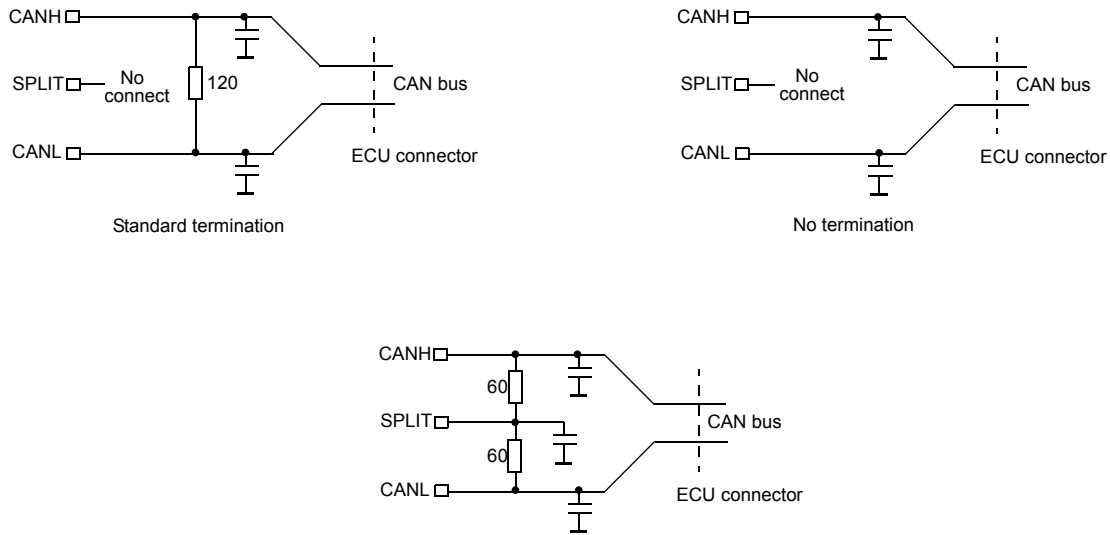 CANH
SPLIT
No
connect
120
CANL
CAN bus
ECU connector
Standard termination
CANH
SPLIT
No
connect
CANL
CAN bus
ECU connector
No termination
CANH
60
SPLIT
60
CANL
CAN bus
ECU connector